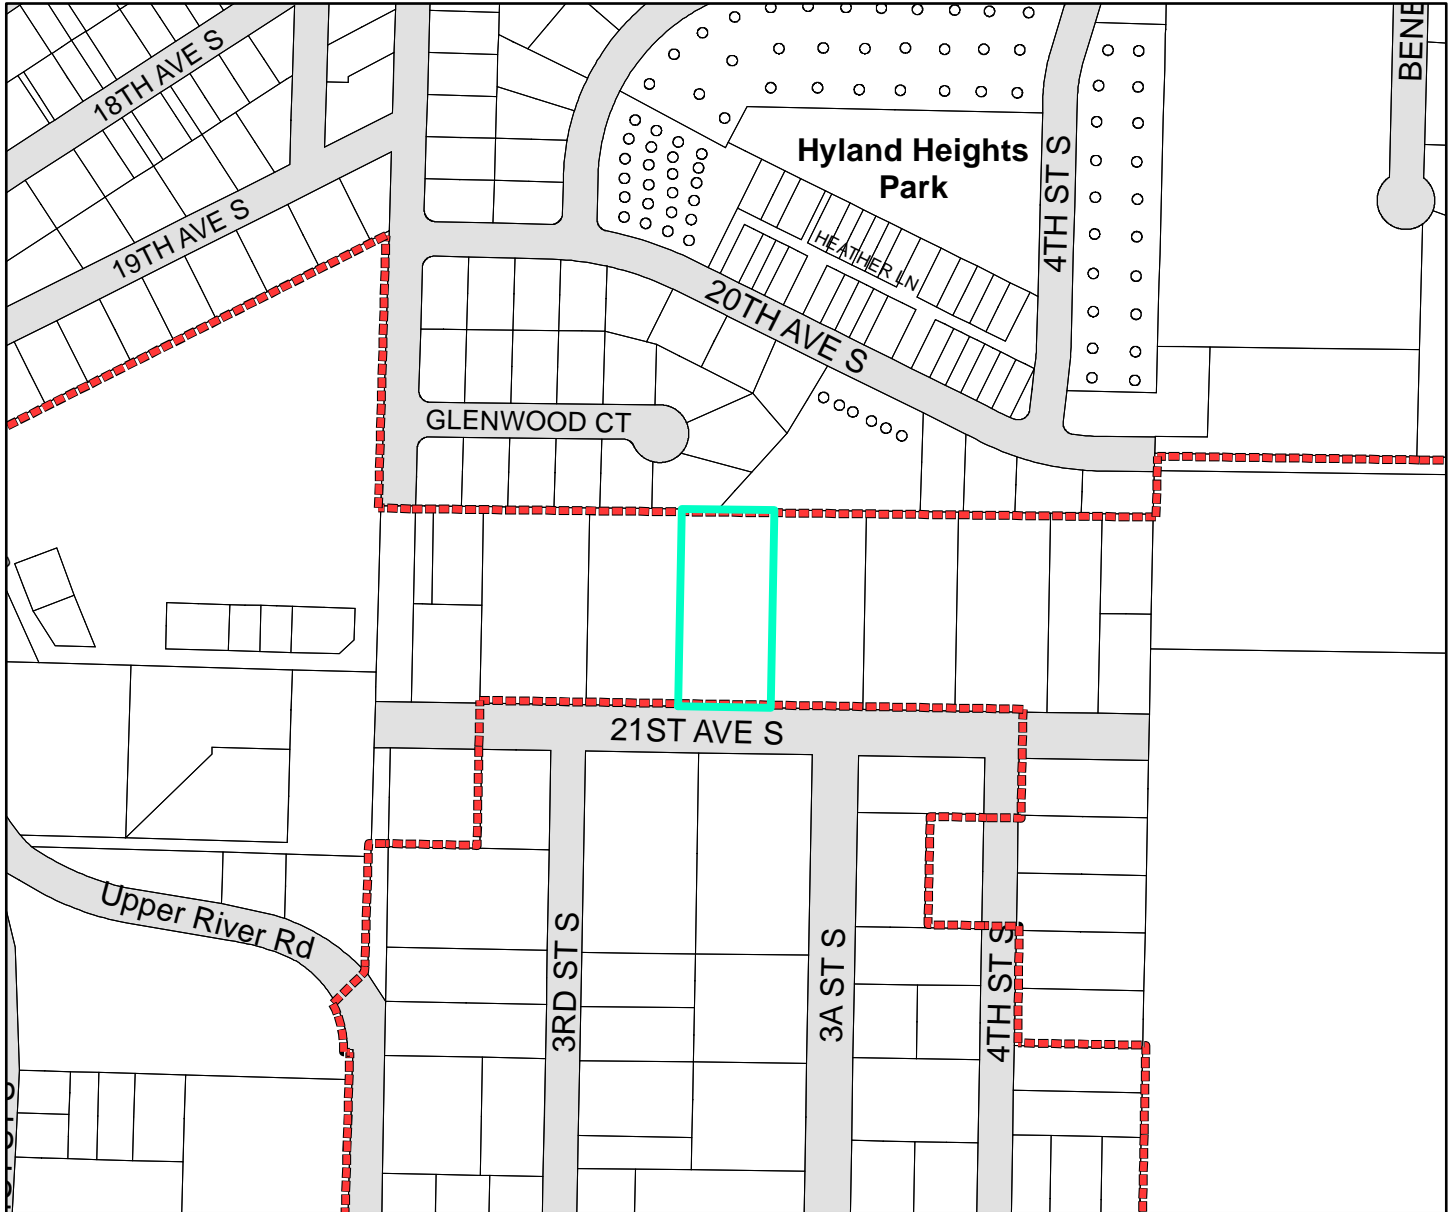 18TH AVE S
BENE
Hyland Heights
Park
4TH ST S
19TH AVE S
HEATHER LN
20TH AVE S
GLENWOOD CT
21ST AVE S
Upper River Rd
3RD ST S
3A ST S
4TH ST S